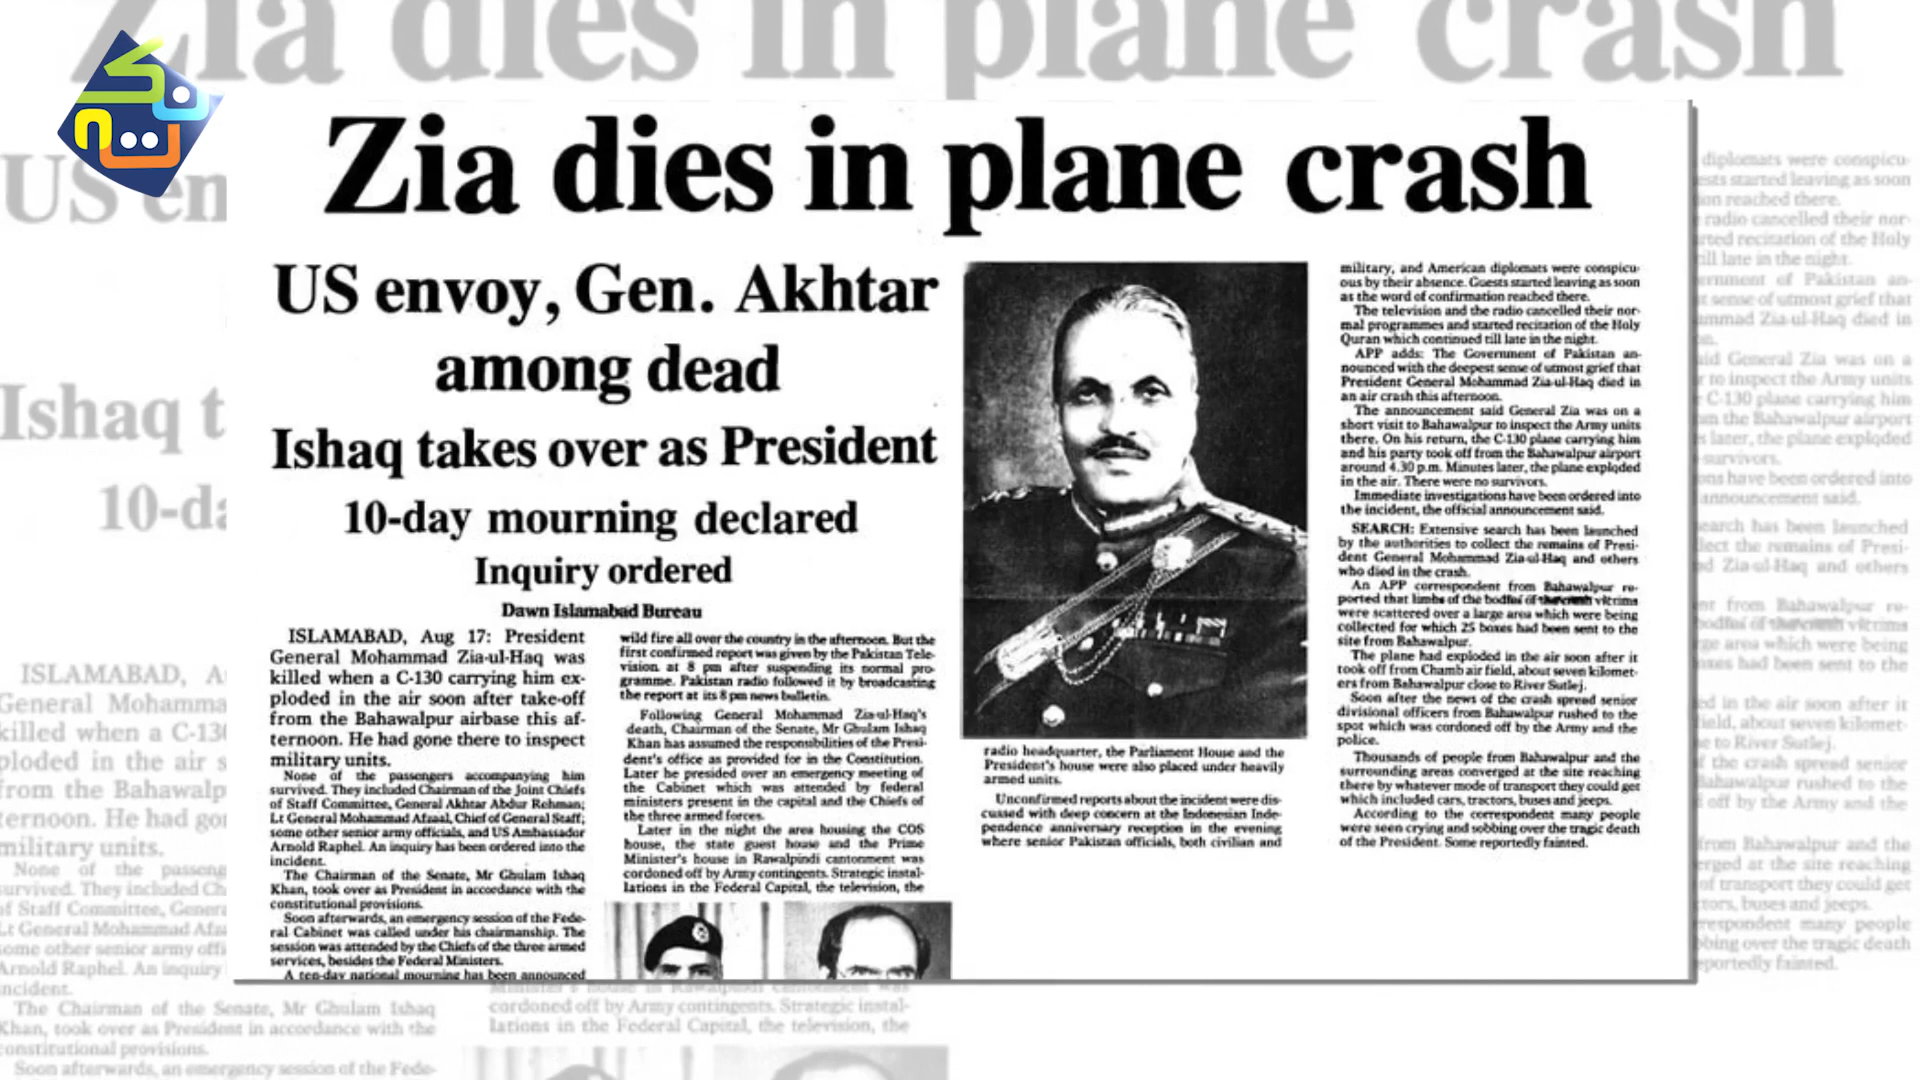 Zia dies in plane crash
US envoy, Gen. Akhtar
among dead
Ishaq takes over as President
10-day mourning declared
Inquiry ordered
Dawn Islamabad Bureau
ISLAMABAD, Aug 17: President
General Mohammad Zia-ul-Haq was
killed when a C-130 carrying him ex-
ploded in the air soon after take-off
from the Bahawalpur airbase this af-
ternoon. He had gone there to inspect
military units.
None of the passengers accompanying him
survived. They included Chairman of the Joint Chiefs
of Staff Committee, General Akhtar Abdur Rehman;
Lt General Mohammad Afzaal, Chief of General Staff;
some other senior army officials, and US Ambassador
Arnold Raphel. An inquiry has been ordered into the
incident.
The Chairman of the Senate, Mr Ghulam Ishaq
Khan, took over as President in accordance with the
constitutional provisions.
Soon afterwards, an emergency session of the Fede-
ral Cabinet was called under his chairmanship. The
session was attended by the Chiefs of the three armed
services, besides the Federal Ministers.
A ten-day national mourning has been announced
wild fire all over the country in the afternoon. But the
first confirmed report was given by the Pakistan Tele-
vision at 8 pm after suspending its normal pro-
gramme. Pakistan radio followed it by broadcasting
the report at its 8 pm news bulletin.
Following General Mohammad Zia-ul-Haq's
death, Chairman of the Senate, Mr Ghulam Ishaq
Khan has assumed the responsibilities of the Presi-
dent's office as provided for in the Constitution.
Later he presided over an emergency meeting of
the Cabinet which was attended by federal
ministers present in the capital and the Chiefs of
the three armed forces.
Later in the night the area housing the COS
house, the state guest house and the Prime
Minister's house in Rawalpindi cantonment was
cordoned off by Army contingents. Strategic instal-
lations in the Federal Capital, the television, the
radio headquarter, the Parliament House and the
President's house were also placed under heavily
armed units.
Unconfirmed reports about the incident were dis-
cussed with deep concern at the Indonesian Inde-
pendence anniversary reception in the evening
where senior Pakistan officials, both civilian and
military, and American diplomats were conspicu-
ous by their absence. Guests started leaving as soon
as the word of confirmation reached there.
The television and the radio cancelled their nor-
mal programmes and started recitation of the Holy
Quran which continued till late in the night.
APP adds: The Government of Pakistan an-
nounced with the deepest sense of utmost grief that
President General Mohammad Zia-ul-Haq died in
an air crash this afternoon.
The announcement said General Zia was on a
short visit to Bahawalpur to inspect the Army units
there. On his return, the C-130 plane carrying him
and his party took off from the Bahawalpur airport
around 4.30 p.m. Minutes later, the plane exploded
in the air. There were no survivors.
Immediate investigations have been ordered into
the incident, the official announcement said.
SEARCH: Extensive search has been launched
by the authorities to collect the remains of Presi-
dent General Mohammad Zia-ul-Haq and others
who died in the crash.
An APP correspondent from Bahawalpur re-
ported that limbs of the bodies of victims
were scattered over a large area which were being
collected for which 25 boxes had been sent to the
site from Bahawalpur.
The plane had exploded in the air soon after it
took off from Chamb air field, about seven kilomet-
ers from Bahawalpur close to River Sutlej.
Soon after the news of the crash spread senior
divisional officers from Bahawalpur rushed to the
spot which was cordoned off by the Army and the
police.
Thousands of people from Bahawalpur and the
surrounding areas converged at the site reaching
there by whatever mode of transport they could get
which included cars, tractors, buses and jeeps.
According to the correspondent many people
were seen crying and sobbing over the tragic death
of the President. Some reportedly fainted.